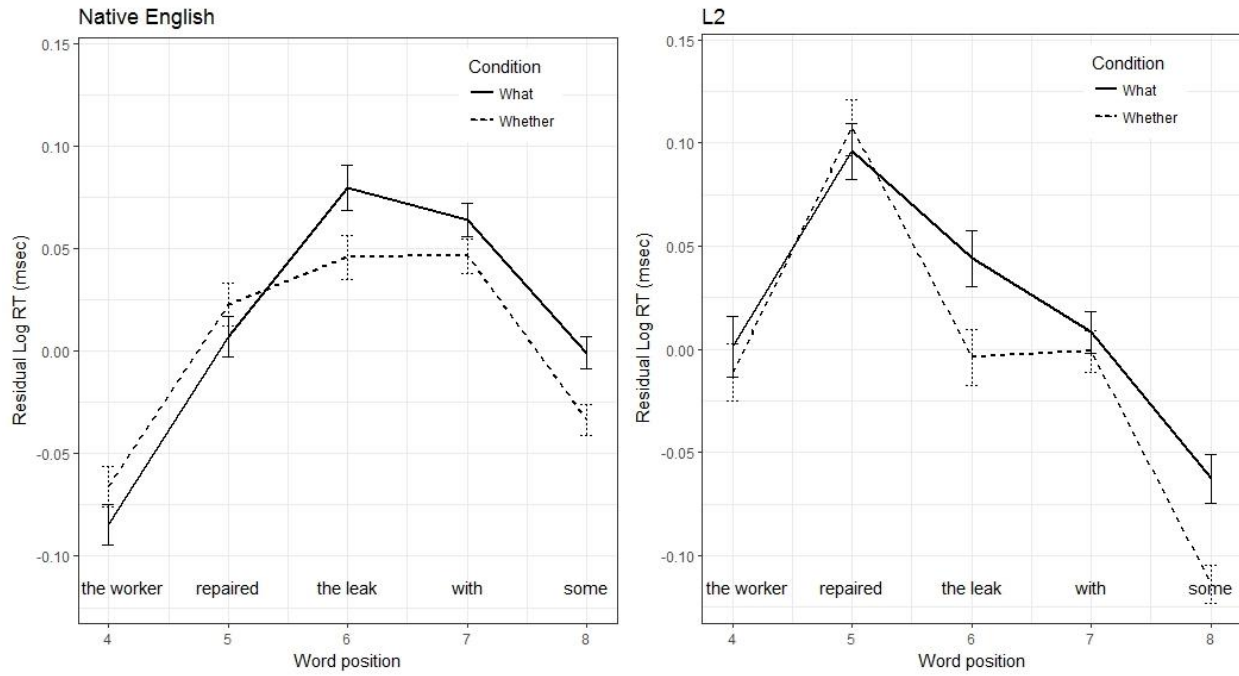 Native English
Residual Log RT (msec)
0.15
0.10
0.05
0.00
-0.05
-0.10
Condition
What
Whether
the worker repaired the leak with some
4 5 6 7 8
Word position
L2
Residual Log RT (msec)
0.15
0.10
0.05
0.00
-0.05
-0.10
Condition
What
Whether
the worker repaired the leak with some
4 5 6 7 8
Word position